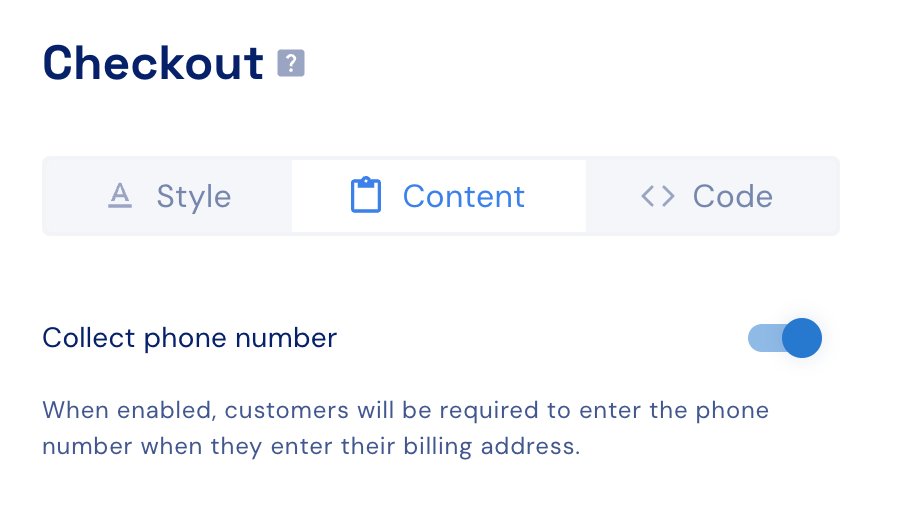 Checkout ?
Style Content Code
Collect phone number
When enabled, customers will be required to enter the phone
number when they enter their billing address.